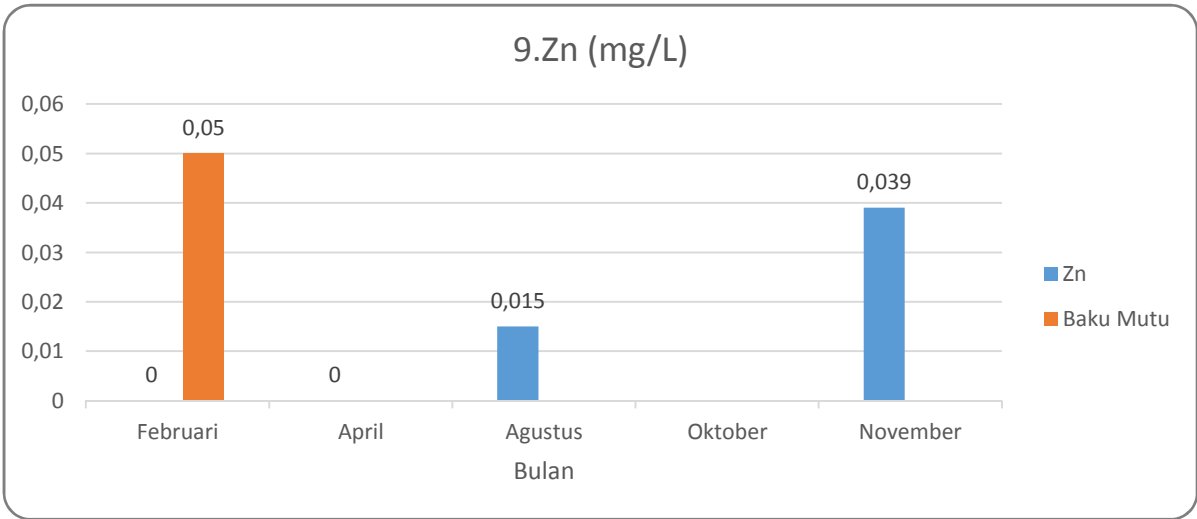 9.Zn (mg/L)
0,06
0,05
0,04
0,03
0,02
0,01
0
0
0,05
0
0,015
0,039
Februari
April
Agustus
Oktober
November
Bulan
Zn
Baku Mutu